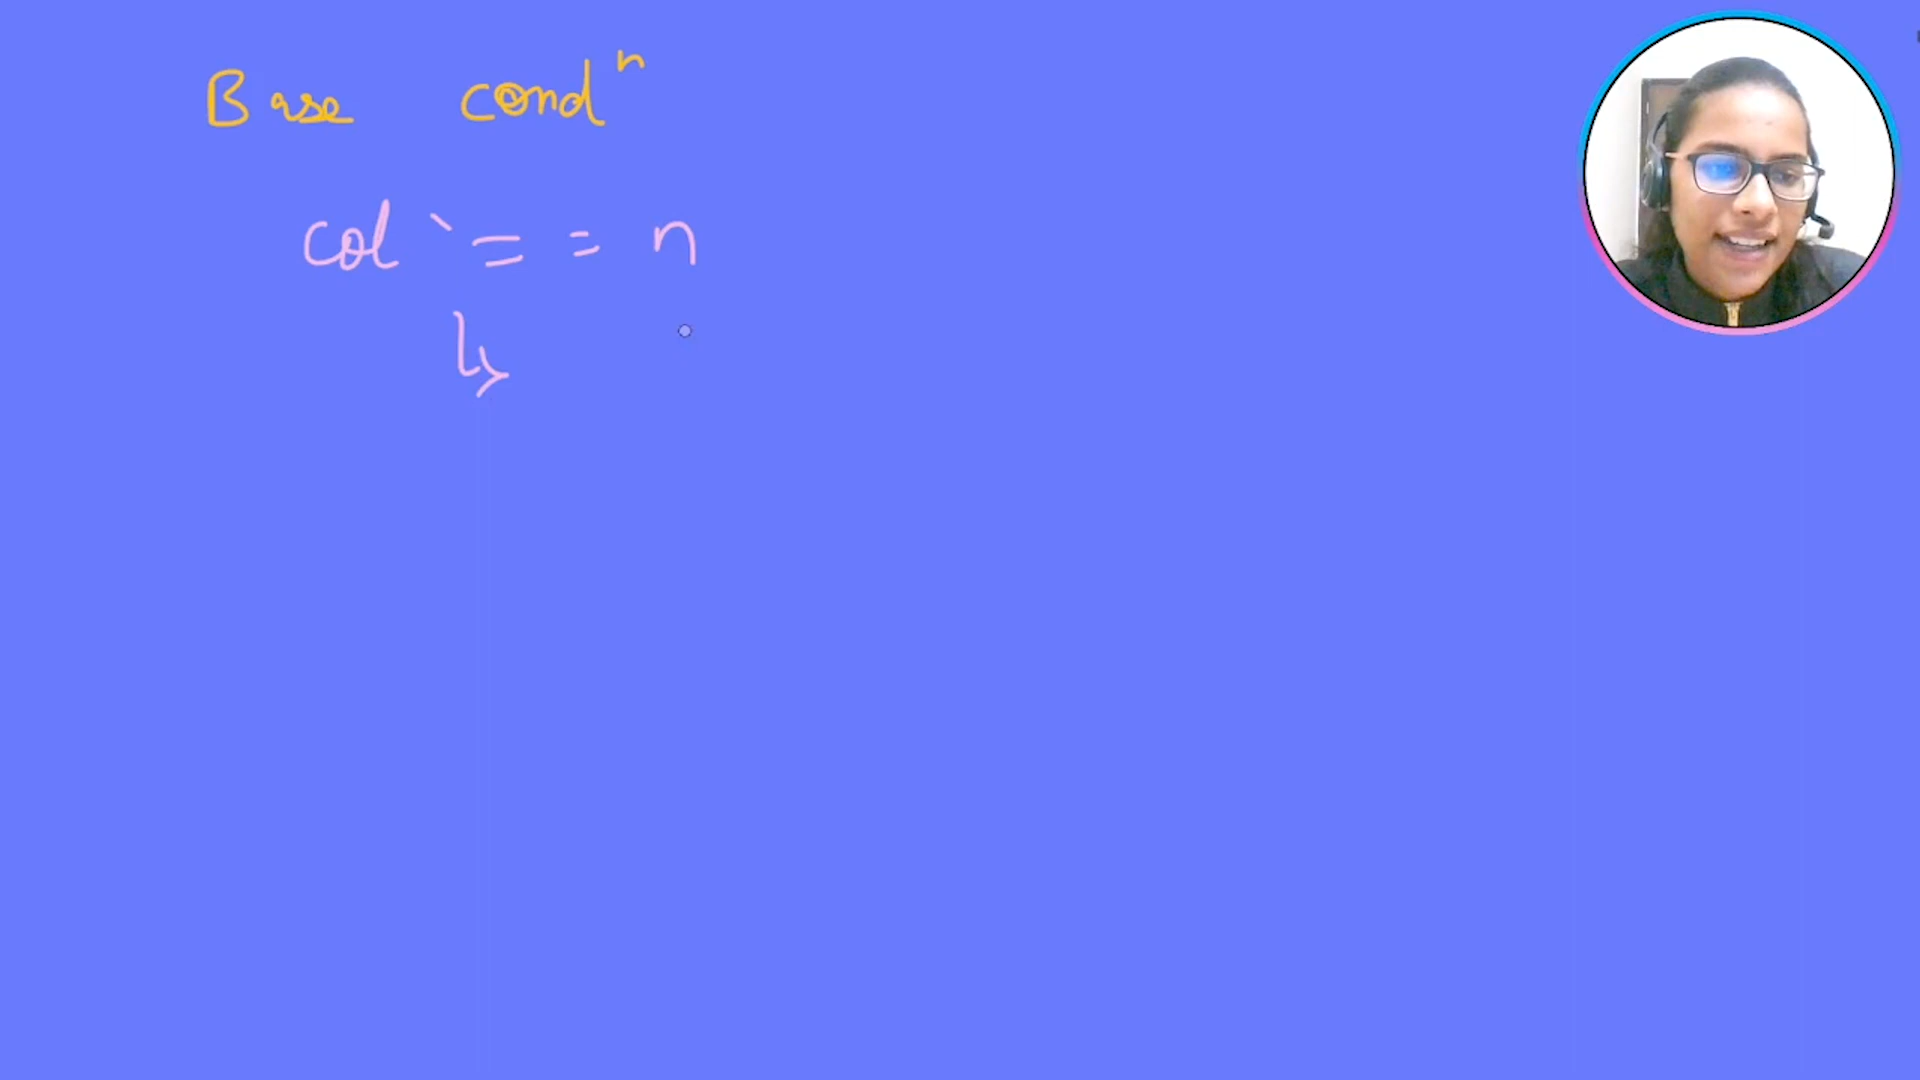 Base condⁿ
col == n
↳